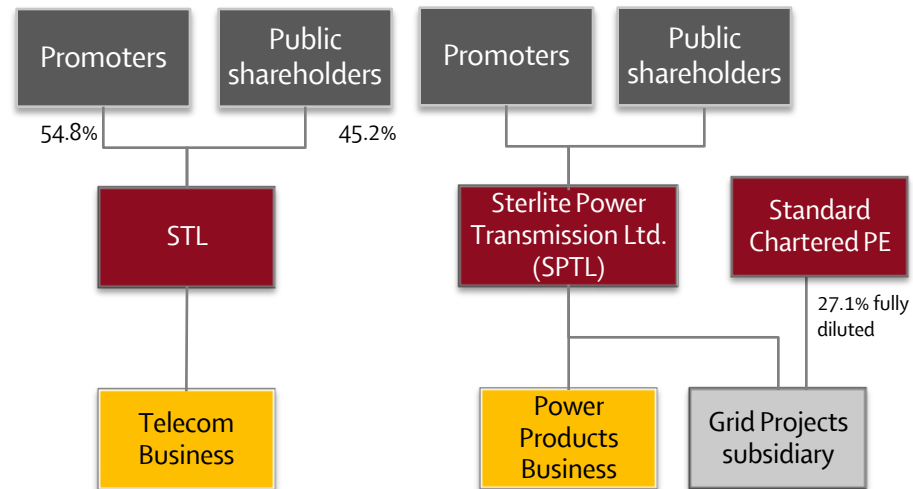 Promoters
Public
shareholders
Promoters
Public
shareholders
54.8%
45.2%
STL
Sterlite Power
Transmission Ltd.
(SPTL)
Standard
Chartered PE
27.1% fully
diluted
Telecom
Business
Power
Products
Business
Grid Projects
subsidiary